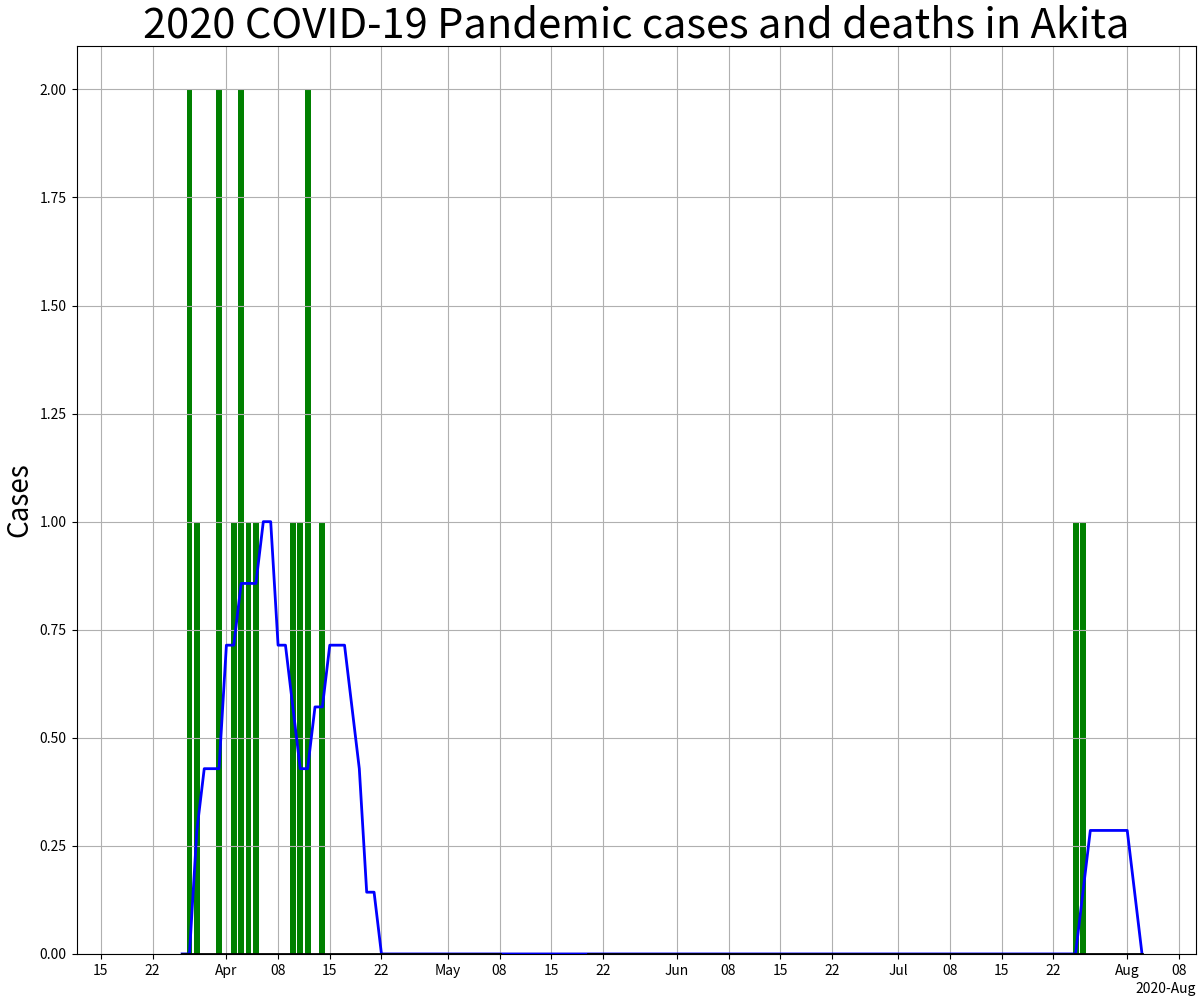 2020 COVID-19 Pandemic cases and deaths in Akita
2.00
1.75
1.50
1.25
1.00
0.75
0.50
0.25
0.00
Cases
15 22 Apr 08 15 22 May 08 15 22 Jun 08 15 22 Jul 08 15 22 Aug 08
2020-Aug